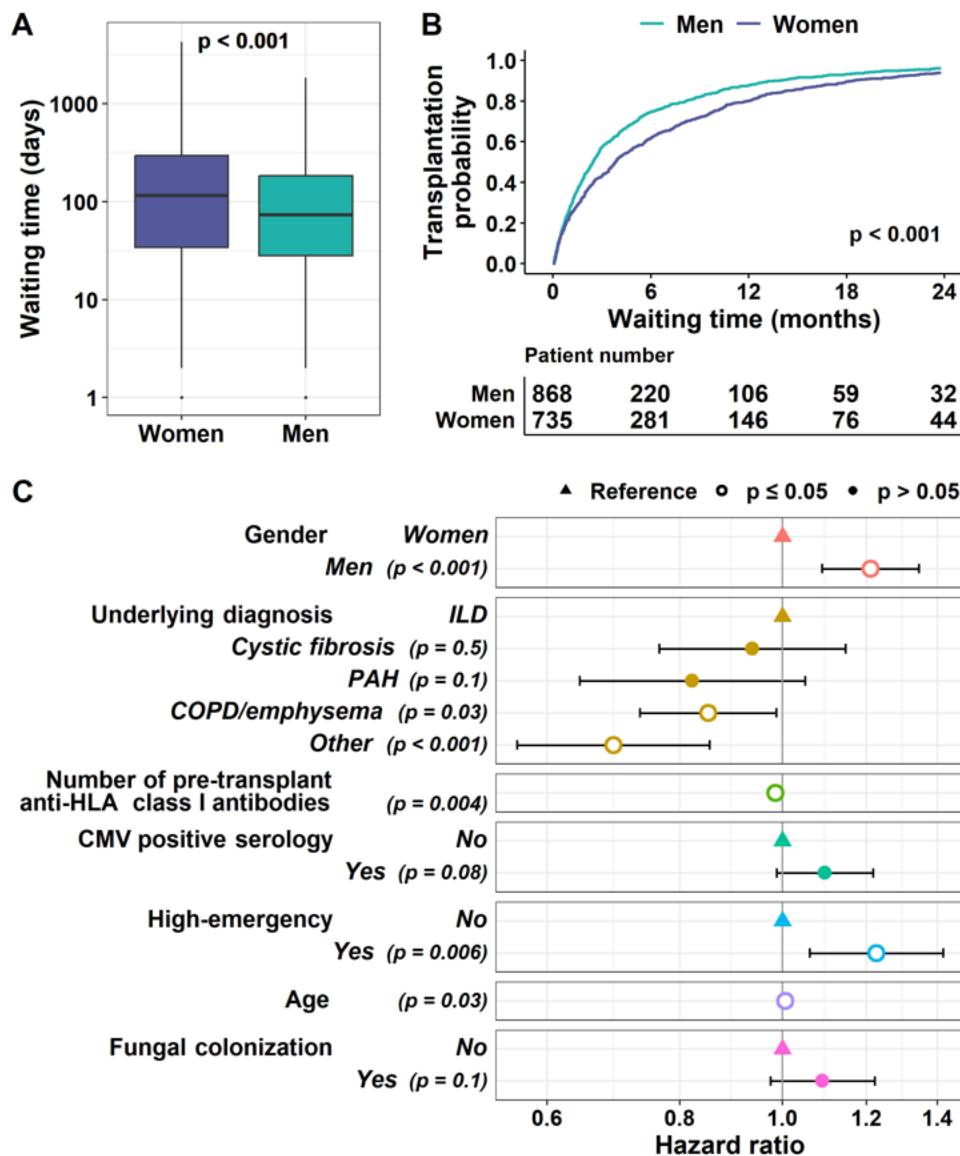 A
p < 0.001
Waiting time (days)
1000
100
10
1
Women Men
B
Men Women
Transplantation
probability
1.0
0.8
0.6
0.4
0.2
0.0
p < 0.001
0 6 12 18 24
Waiting time (months)
Patient number
Men 868 220 106 59 32
Women 735 281 146 76 44
C
Reference p ≤ 0.05 p > 0.05
Gender Women
Men (p < 0.001)
Underlying diagnosis ILD
Cystic fibrosis (p = 0.5)
PAH (p = 0.1)
COPD/emphysema (p = 0.03)
Other (p < 0.001)
Number of pre-transplant
anti-HLA class I antibodies (p = 0.004)
CMV positive serology No
Yes (p = 0.08)
High-emergency No
Yes (p = 0.006)
Age (p = 0.03)
Fungal colonization No
Yes (p = 0.1)
0.6 0.8 1.0 1.2 1.4
Hazard ratio